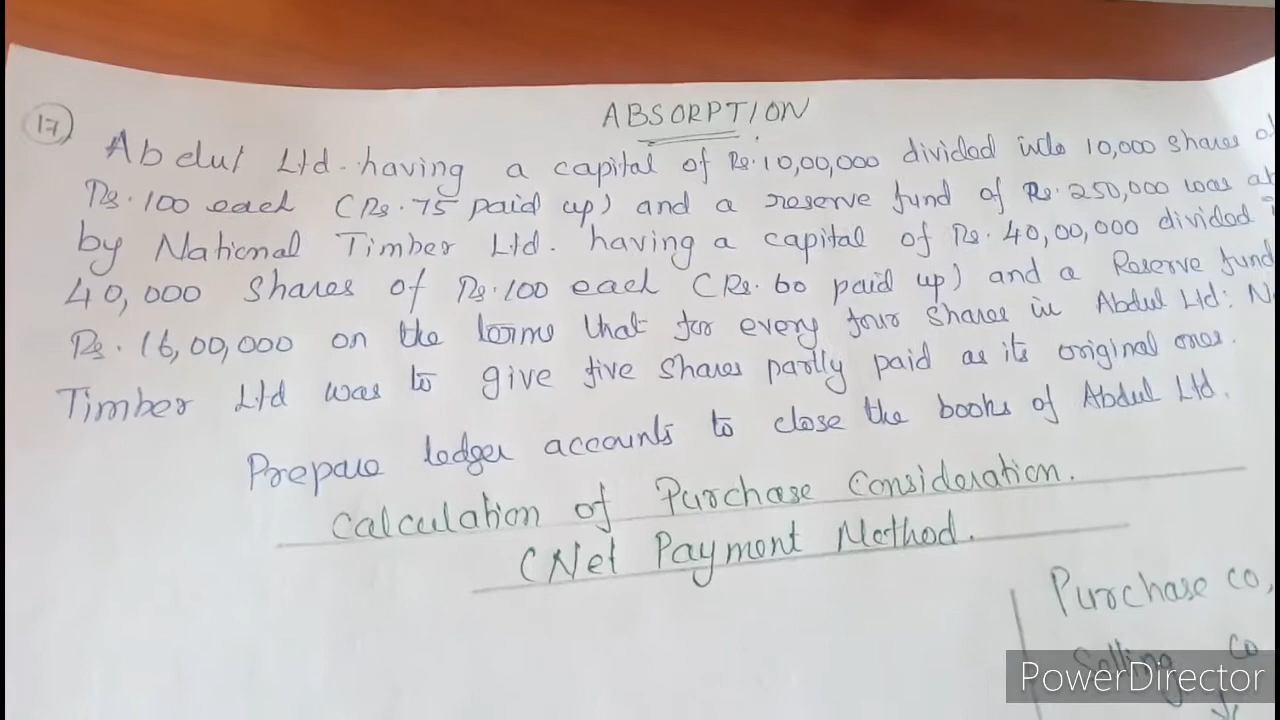 17)
ABSORPTION
Abdul Ltd. having a capital of Rs. 10,00,000 divided into 10,000 shares
Rs. 100 each (Rs. 75 paid up) and a reserve fund of Rs. 250,000 was
by National Timber Ltd. having a capital of Rs. 40,00,000 divided
40,000 shares of Rs. 100 each (Rs. 60 paid up) and a Reserve fund
Rs. 16,00,000 on the terms that for every four shares in Abdul Ltd:
Timber Ltd was to give five shares partly paid as its original ones.
Prepare ledger accounts to close the books of Abdul Ltd.
Calculation of Purchase Consideration.
(Net Payment Method.
Purchase co,
Selling co
PowerDirector